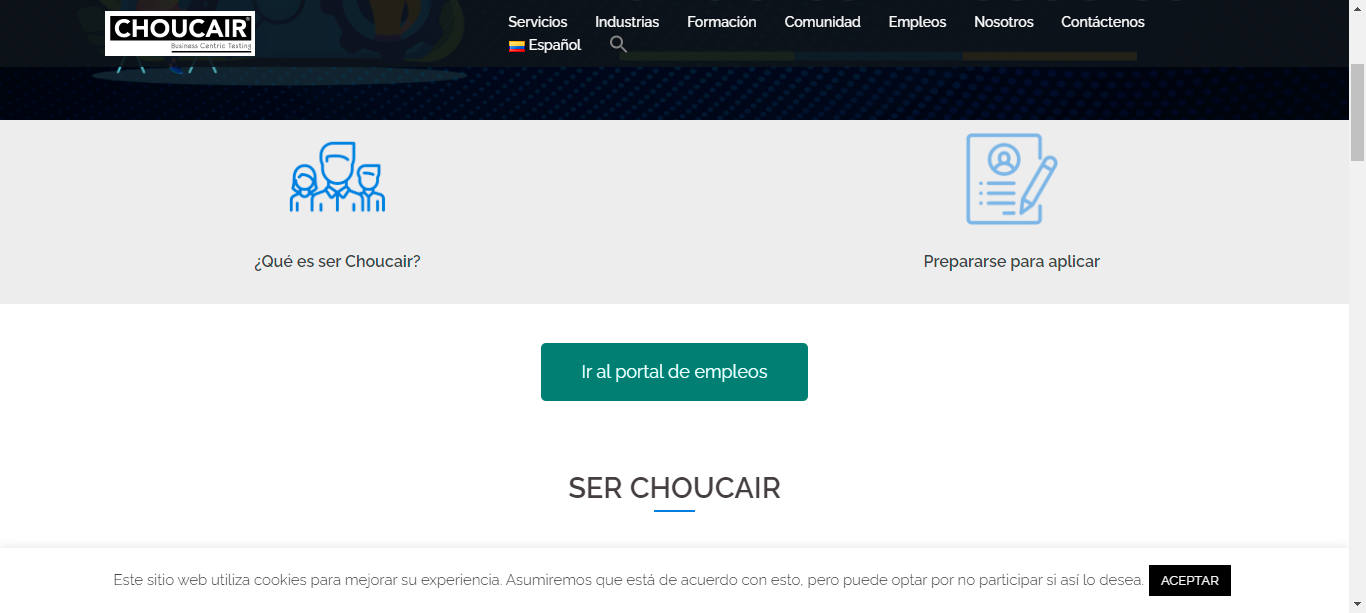 CHOUCAIR®
Business Centric Testing
Servicios Industrias Formación Comunidad Empleos Nosotros Contáctenos
Español
¿Qué es ser Choucair?
Prepararse para aplicar
Ir al portal de empleos
SER CHOUCAIR
Este sitio web utiliza cookies para mejorar su experiencia. Asumiremos que está de acuerdo con esto, pero puede optar por no participar si así lo desea. ACEPTAR